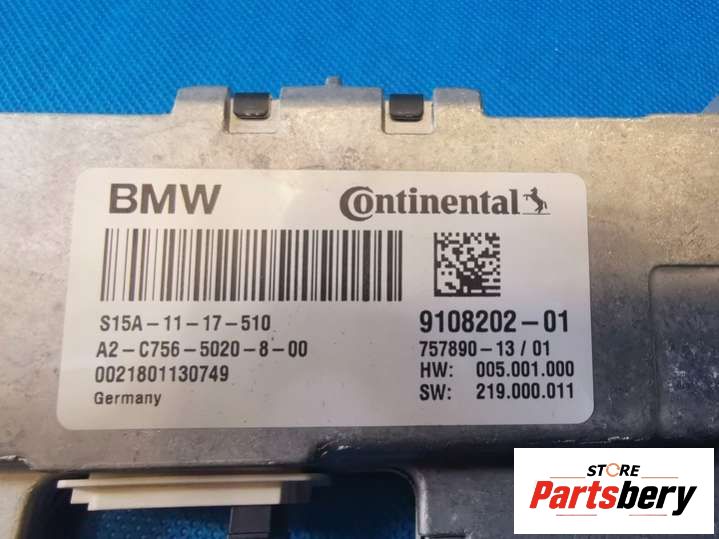 BMW
Continental
S15A-11-17-510
A2-C756-5020-8-00
0021801130749
Germany
9108202-01
757890-13/01
HW: 005.001.000
SW: 219.000.011
STORE
Partsbery